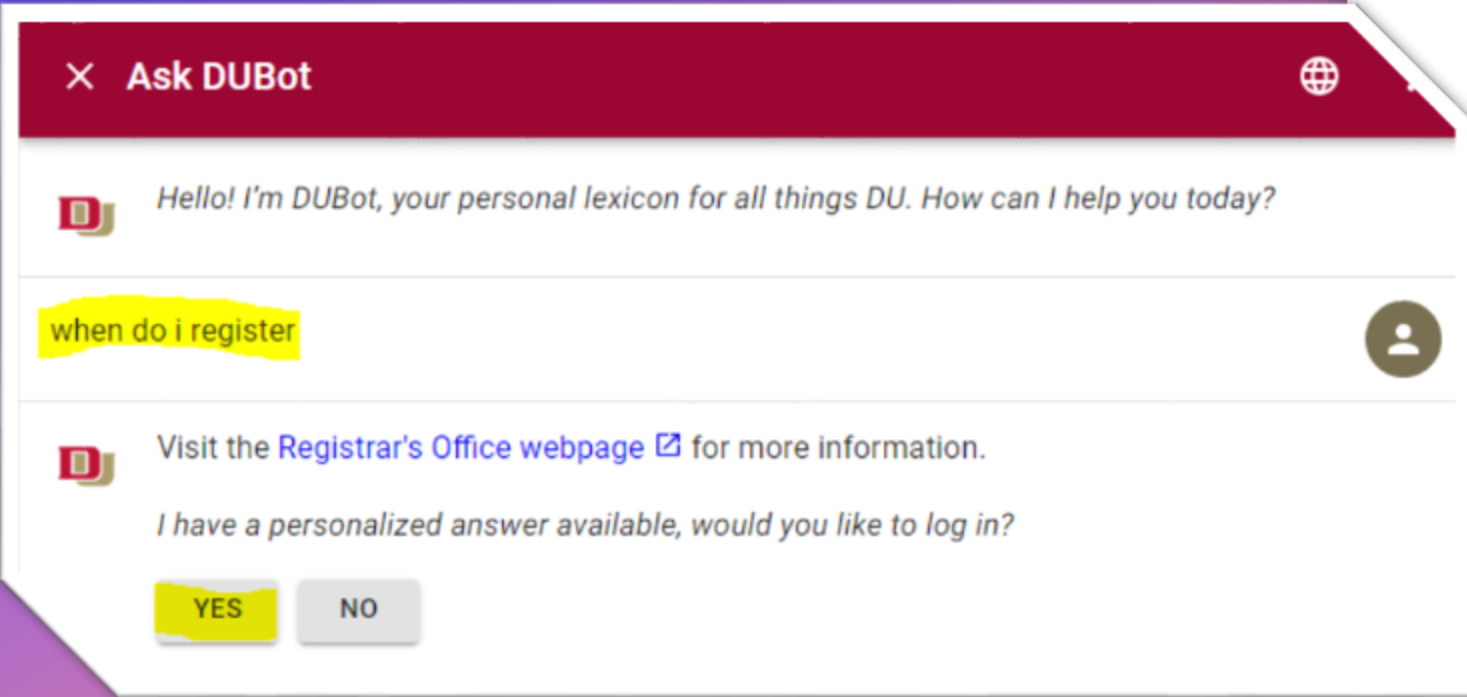 Ask DUBot
DU
Hello! I'm DUBot, your personal lexicon for all things DU. How can I help you today?
when do i register
DU
Visit the Registrar's Office webpage for more information.
I have a personalized answer available, would you like to log in?
YES NO